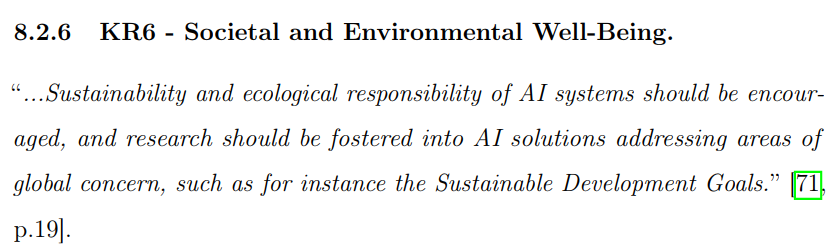 8.2.6 KR6 - Societal and Environmental Well-Being.
“...Sustainability and ecological responsibility of AI systems should be encour-
aged, and research should be fostered into AI solutions addressing areas of
global concern, such as for instance the Sustainable Development Goals.” [71,
p.19].